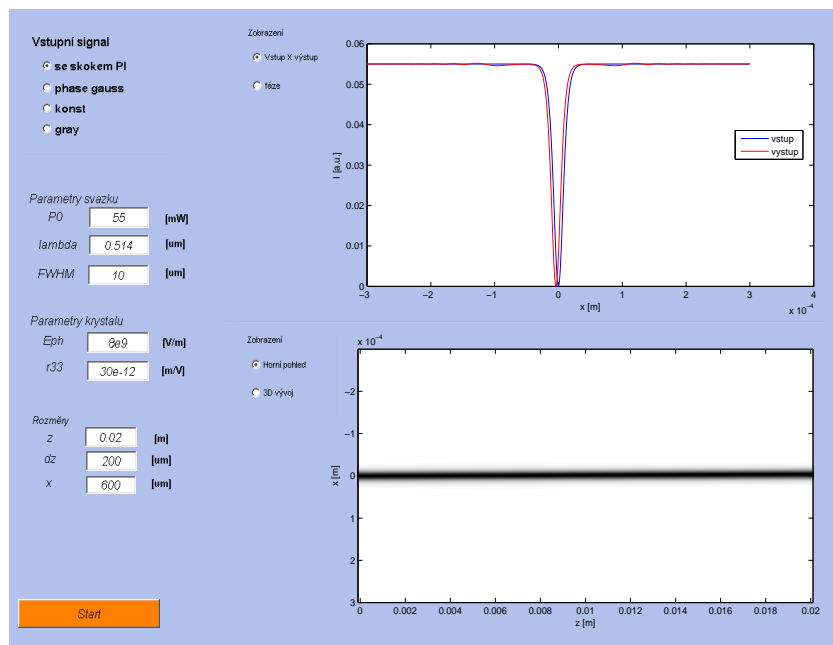 Vstupní signal
se skokem PI
phase gauss
konst
gray
Parametry svazku
P0 55 [mW]
lambda 0.514 [um]
FWHM 10 [um]
Parametry krystalu
Eph 8e9 [V/m]
r33 30e-12 [m/V]
Rozměry
z 0.02 [m]
dz 200 [um]
x 600 [um]
Start
Zobrazení
Vstup X výstup
fáze
0.06
0.05
0.04
0.03
0.02
0.01
0
I [a.u.]
−3 −2 −1 0 1 2 3 4
x [m]
x 10⁻⁴
vstup
vystup
Zobrazení
Horní pohled
3D vývoj
x 10⁻⁴
−2
−1
0
1
2
3
x [m]
0 0.002 0.004 0.006 0.008 0.01 0.012 0.014 0.016 0.018 0.02
z [m]